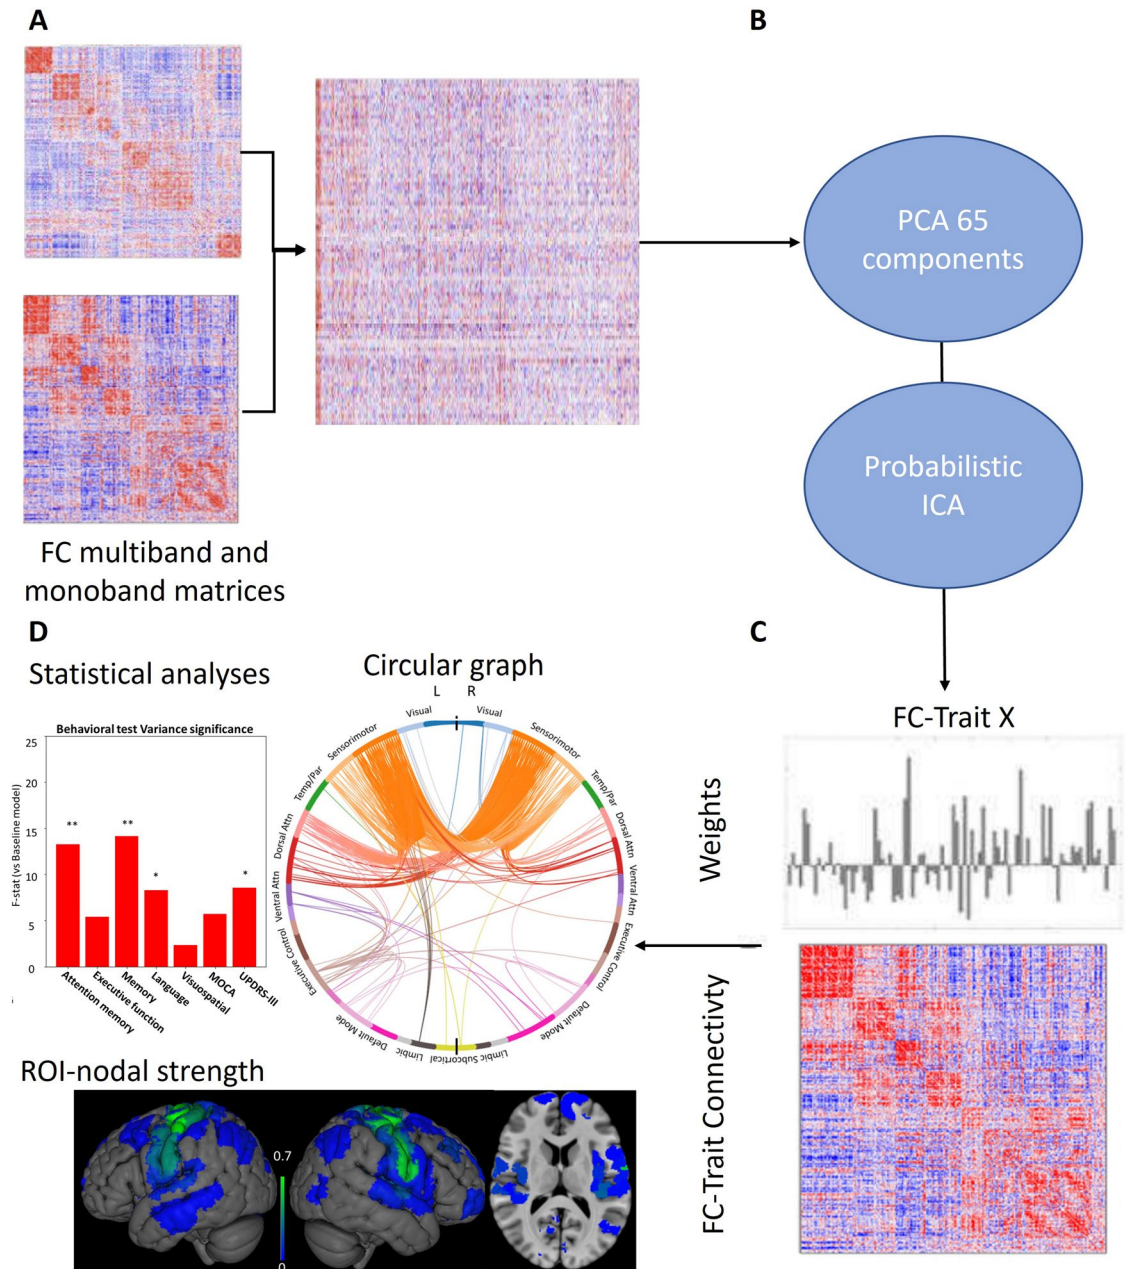 A
B
PCA 65
components
Probabilistic
ICA
FC multiband and
monoband matrices
D
C
Statistical analyses
Circular graph
L R
Visual Visual
Sensorimotor Sensorimotor
Temp/Par Temp/Par
Dorsal Attn Dorsal Attn
Ventral Attn Ventral Attn
Executive Control Executive Control
Default Mode Default Mode
Limbic Subcortical Limbic
Behavioral test Variance significance
F-stat (vs Baseline model)
25
20
15
10
5
0
** ** * *
Attention memory
Executive function
Memory
Language
Visuospatial
MOCA
UPDRS-III
FC-Trait X
Weights
FC-Trait Connectivty
ROI-nodal strength
0.7
0